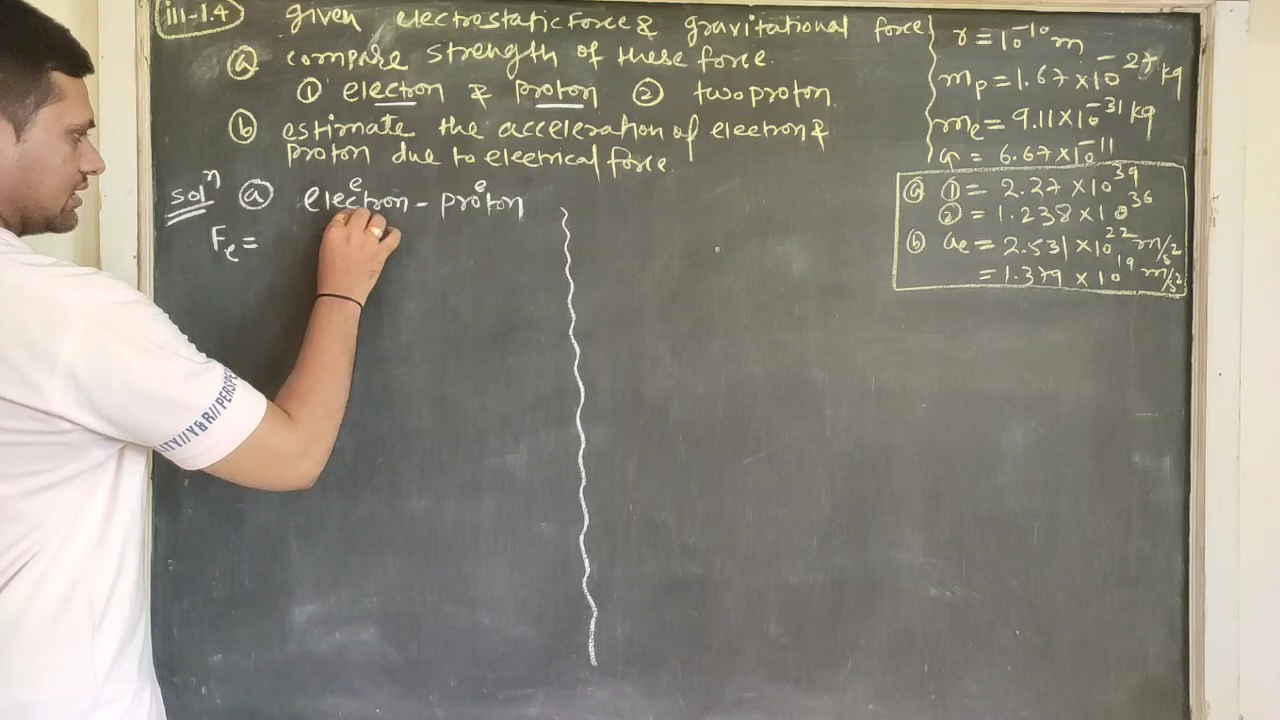 ill-1.4 given electrostatic Force & gravitational force
ⓐ compare strength of these force.
① electron & proton ② two proton.
ⓑ estimate the acceleration of electron &
proton due to electrical force.
r = 10⁻¹⁰ m
mp = 1.67 × 10⁻²⁷ kg
me = 9.11 × 10⁻³¹ kg
G = 6.67 × 10⁻¹¹
ⓐ ① = 2.27 × 10³⁹
② = 1.238 × 10³⁶
ⓑ ae = 2.531 × 10²² m/s²
= 1.379 × 10¹⁹ m/s²
solⁿ ⓐ electron - proton
e e
Fe =
ATY//Y&R//PERSPE